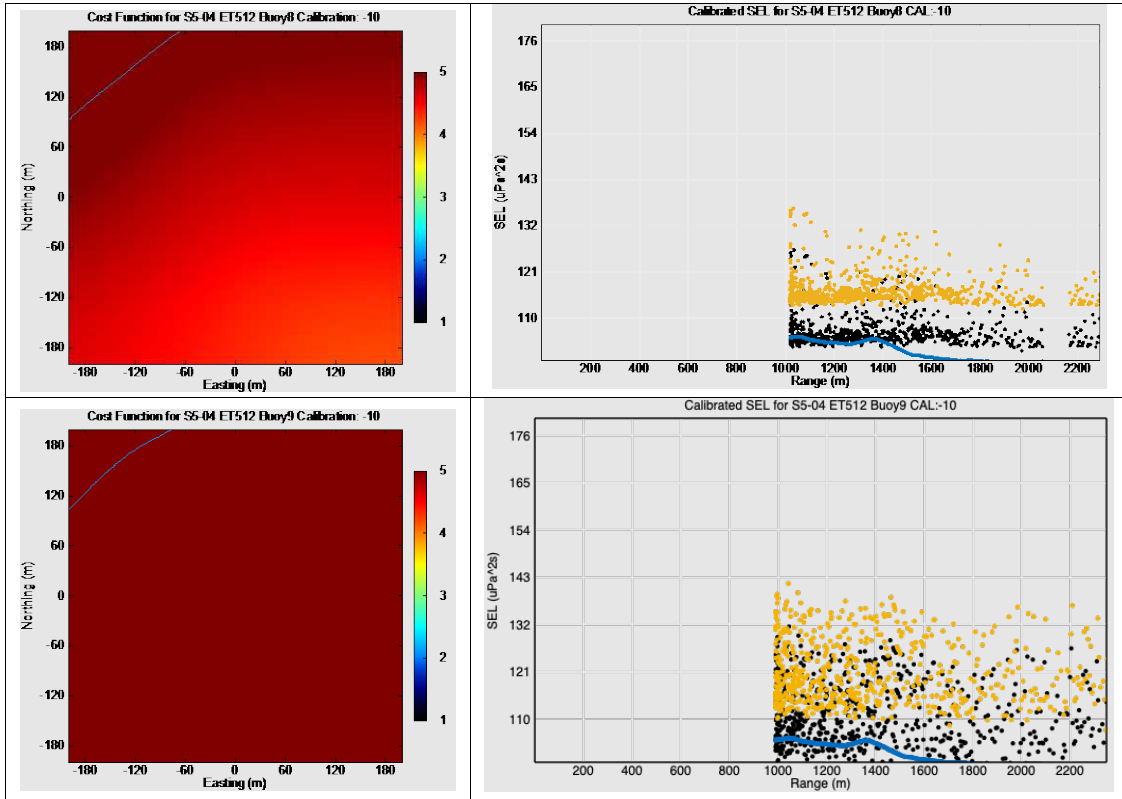 Cost Function for S5-04 ET512 Buoy8 Calibration: -10
180
120
60
0
-60
-120
-180
Northing (m)
-180 -120 -60 0 60 120 180
Easting (m)
5
4
3
2
1
Calibrated SEL for S5-04 ET512 Buoy8 CAL:-10
176
165
154
143
132
121
110
SEL (uPa^2s)
200 400 600 800 1000 1200 1400 1600 1800 2000 2200
Range (m)
Cost Function for S5-04 ET512 Buoy9 Calibration: -10
180
120
60
0
-60
-120
-180
Northing (m)
-180 -120 -60 0 60 120 180
Easting (m)
5
4
3
2
1
Calibrated SEL for S5-04 ET512 Buoy9 CAL:-10
176
165
154
143
132
121
110
SEL (uPa^2s)
200 400 600 800 1000 1200 1400 1600 1800 2000 2200
Range (m)